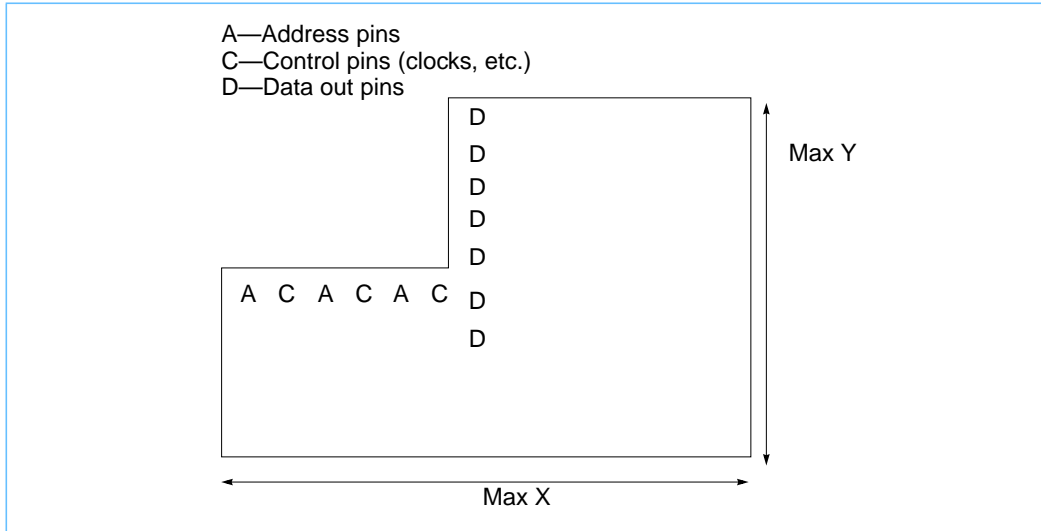 A—Address pins
C—Control pins (clocks, etc.)
D—Data out pins
D
Max Y
D
D
D
D
A C A C A C D
D
Max X